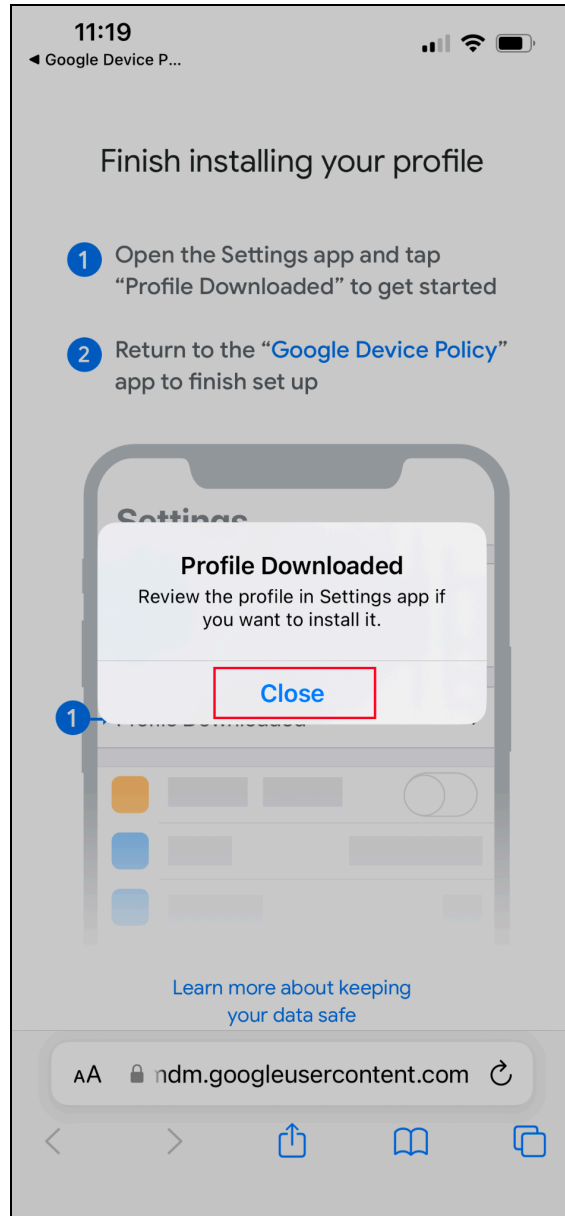 11:19
◀ Google Device P...
Finish installing your profile
1 Open the Settings app and tap
“Profile Downloaded” to get started
2 Return to the “Google Device Policy”
app to finish set up
Settings
Profile Downloaded
Review the profile in Settings app if
you want to install it.
Close
1
Profile Downloaded
Learn more about keeping
your data safe
AA ndm.googleusercontent.com